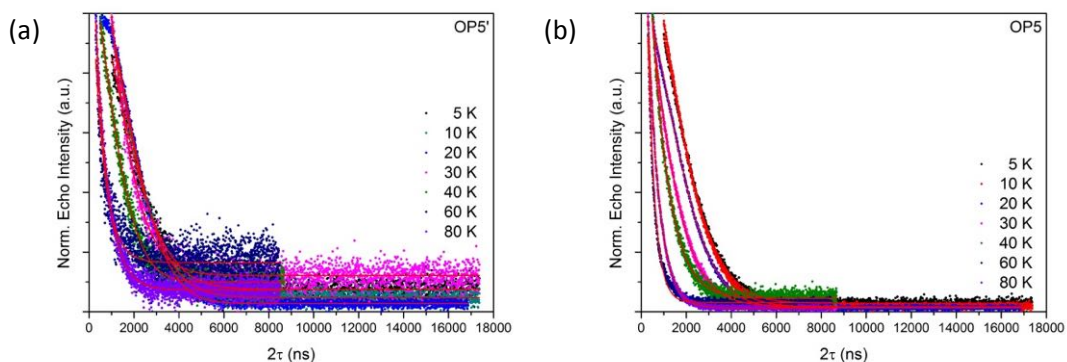 (a)
OP5'
Norm. Echo Intensity (a.u.)
5 K
10 K
20 K
30 K
40 K
60 K
80 K
0 2000 4000 6000 8000 10000 12000 14000 16000 18000
2τ (ns)
(b)
OP5
Norm. Echo Intensity (a.u.)
5 K
10 K
20 K
30 K
40 K
60 K
80 K
0 2000 4000 6000 8000 10000 12000 14000 16000 18000
2τ (ns)